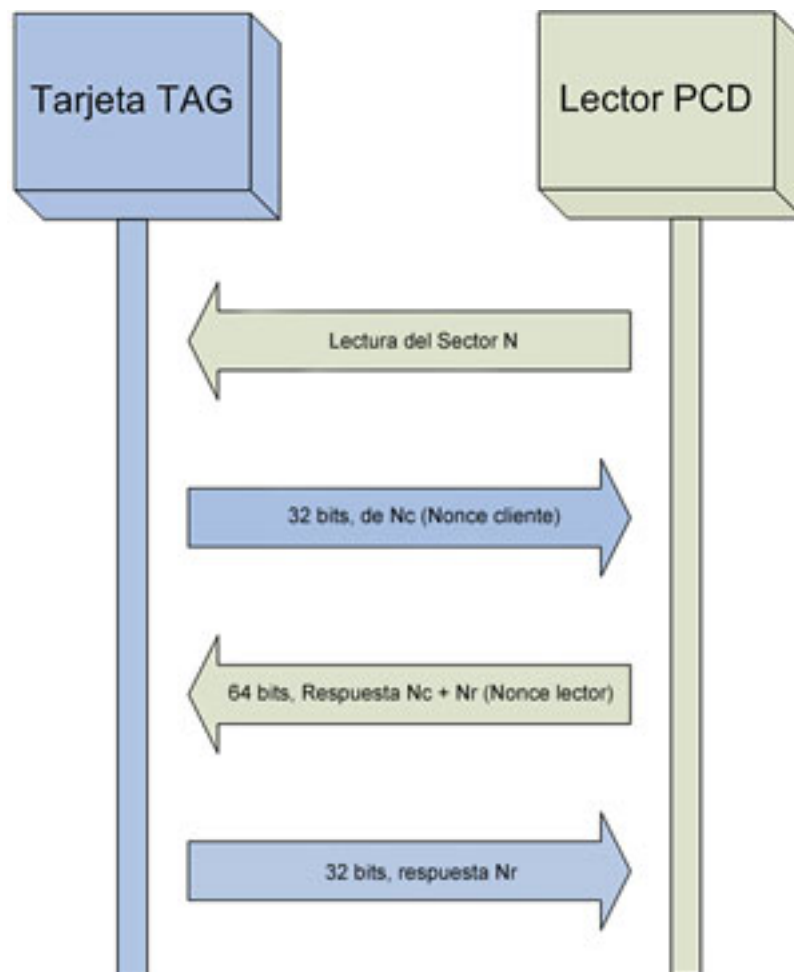 Tarjeta TAG
Lector PCD
Lectura del Sector N
32 bits, de Nc (Nonce cliente)
64 bits, Respuesta Nc + Nr (Nonce lector)
32 bits, respuesta Nr